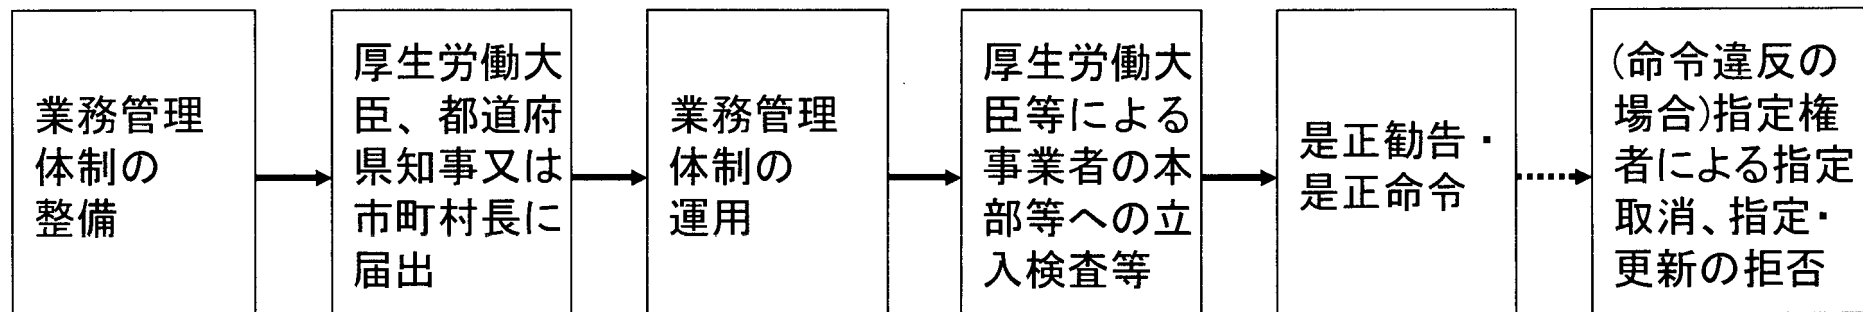 業務管理
体制の
整備
厚生労働大
臣、都道府
県知事又は
市町村長に
届出
業務管理
体制の
運用
厚生労働大
臣等による
事業者の本
部等への立
入検査等
是正勧告・
是正命令
(命令違反の
場合)指定権
者による指定
取消、指定・
更新の拒否